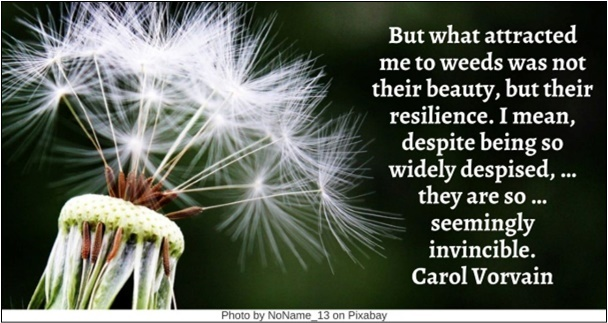 But what attracted
me to weeds was not
their beauty, but their
resilience. I mean,
despite being so
widely despised, ...
they are so ...
seemingly
invincible.
Carol Vorvain
Photo by NoName_13 on Pixabay